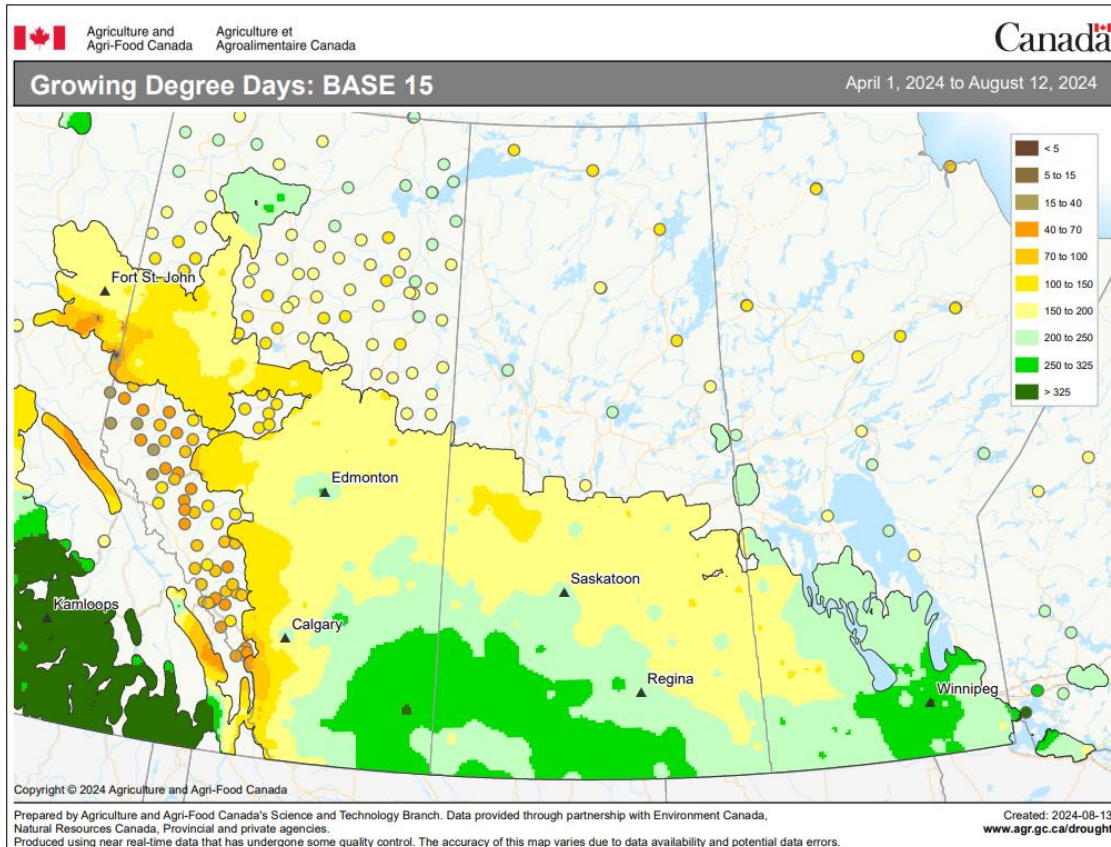 Agriculture and Agriculture et
Agri-Food Canada Agroalimentaire Canada
Canada
Growing Degree Days: BASE 15
April 1, 2024 to August 12, 2024
< 5
5 to 15
15 to 40
40 to 70
70 to 100
100 to 150
150 to 200
200 to 250
250 to 325
> 325
Fort St. John
Edmonton
Saskatoon
Kamloops
Calgary
Regina
Winnipeg
Copyright © 2024 Agriculture and Agri-Food Canada
Prepared by Agriculture and Agri-Food Canada's Science and Technology Branch. Data provided through partnership with Environment Canada,
Natural Resources Canada, Provincial and private agencies.
Produced using near real-time data that has undergone some quality control. The accuracy of this map varies due to data availability and potential data errors.
Created: 2024-08-13
www.agr.gc.ca/drought